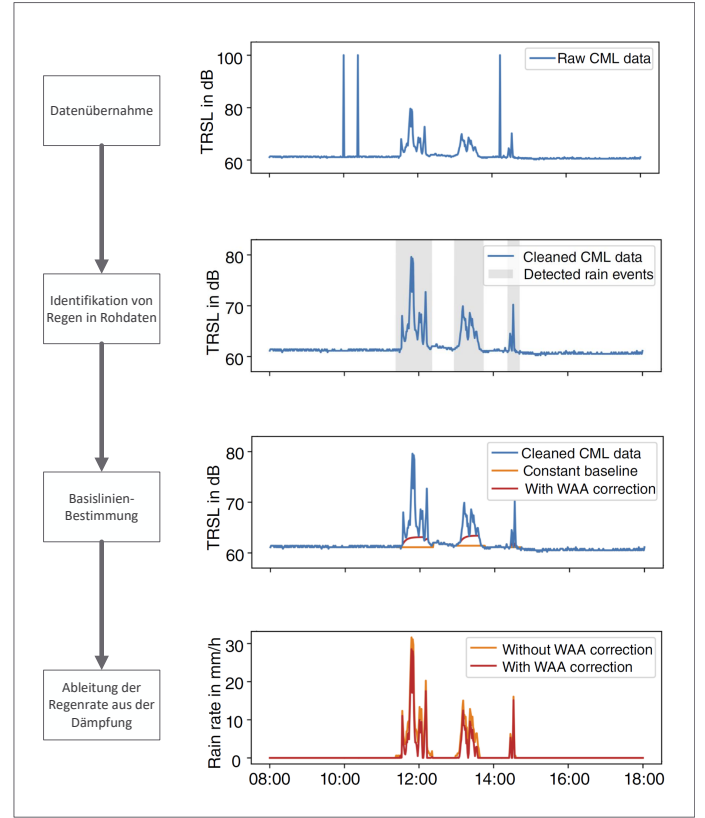 Datenübernahme
TRSL in dB
100
80
60
Raw CML data
Identifikation von
Regen in Rohdaten
TRSL in dB
80
70
60
Cleaned CML data
Detected rain events
Basislinien-
Bestimmung
TRSL in dB
80
70
60
Cleaned CML data
Constant baseline
With WAA correction
Ableitung der
Regenrate aus der
Dämpfung
Rain rate in mm/h
30
20
10
0
Without WAA correction
With WAA correction
08:00 10:00 12:00 14:00 16:00 18:00